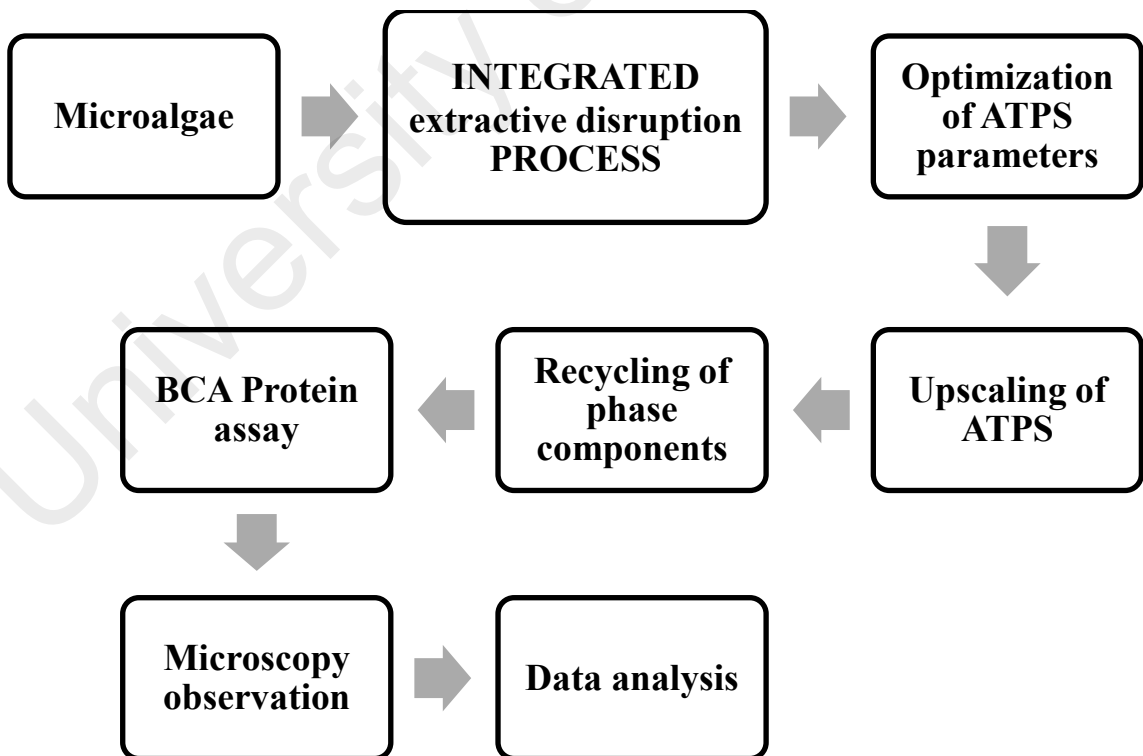 Microalgae
INTEGRATED
extractive disruption
PROCESS
Optimization
of ATPS
parameters
Upscaling of
ATPS
Recycling of
phase
components
BCA Protein
assay
Microscopy
observation
Data analysis
University